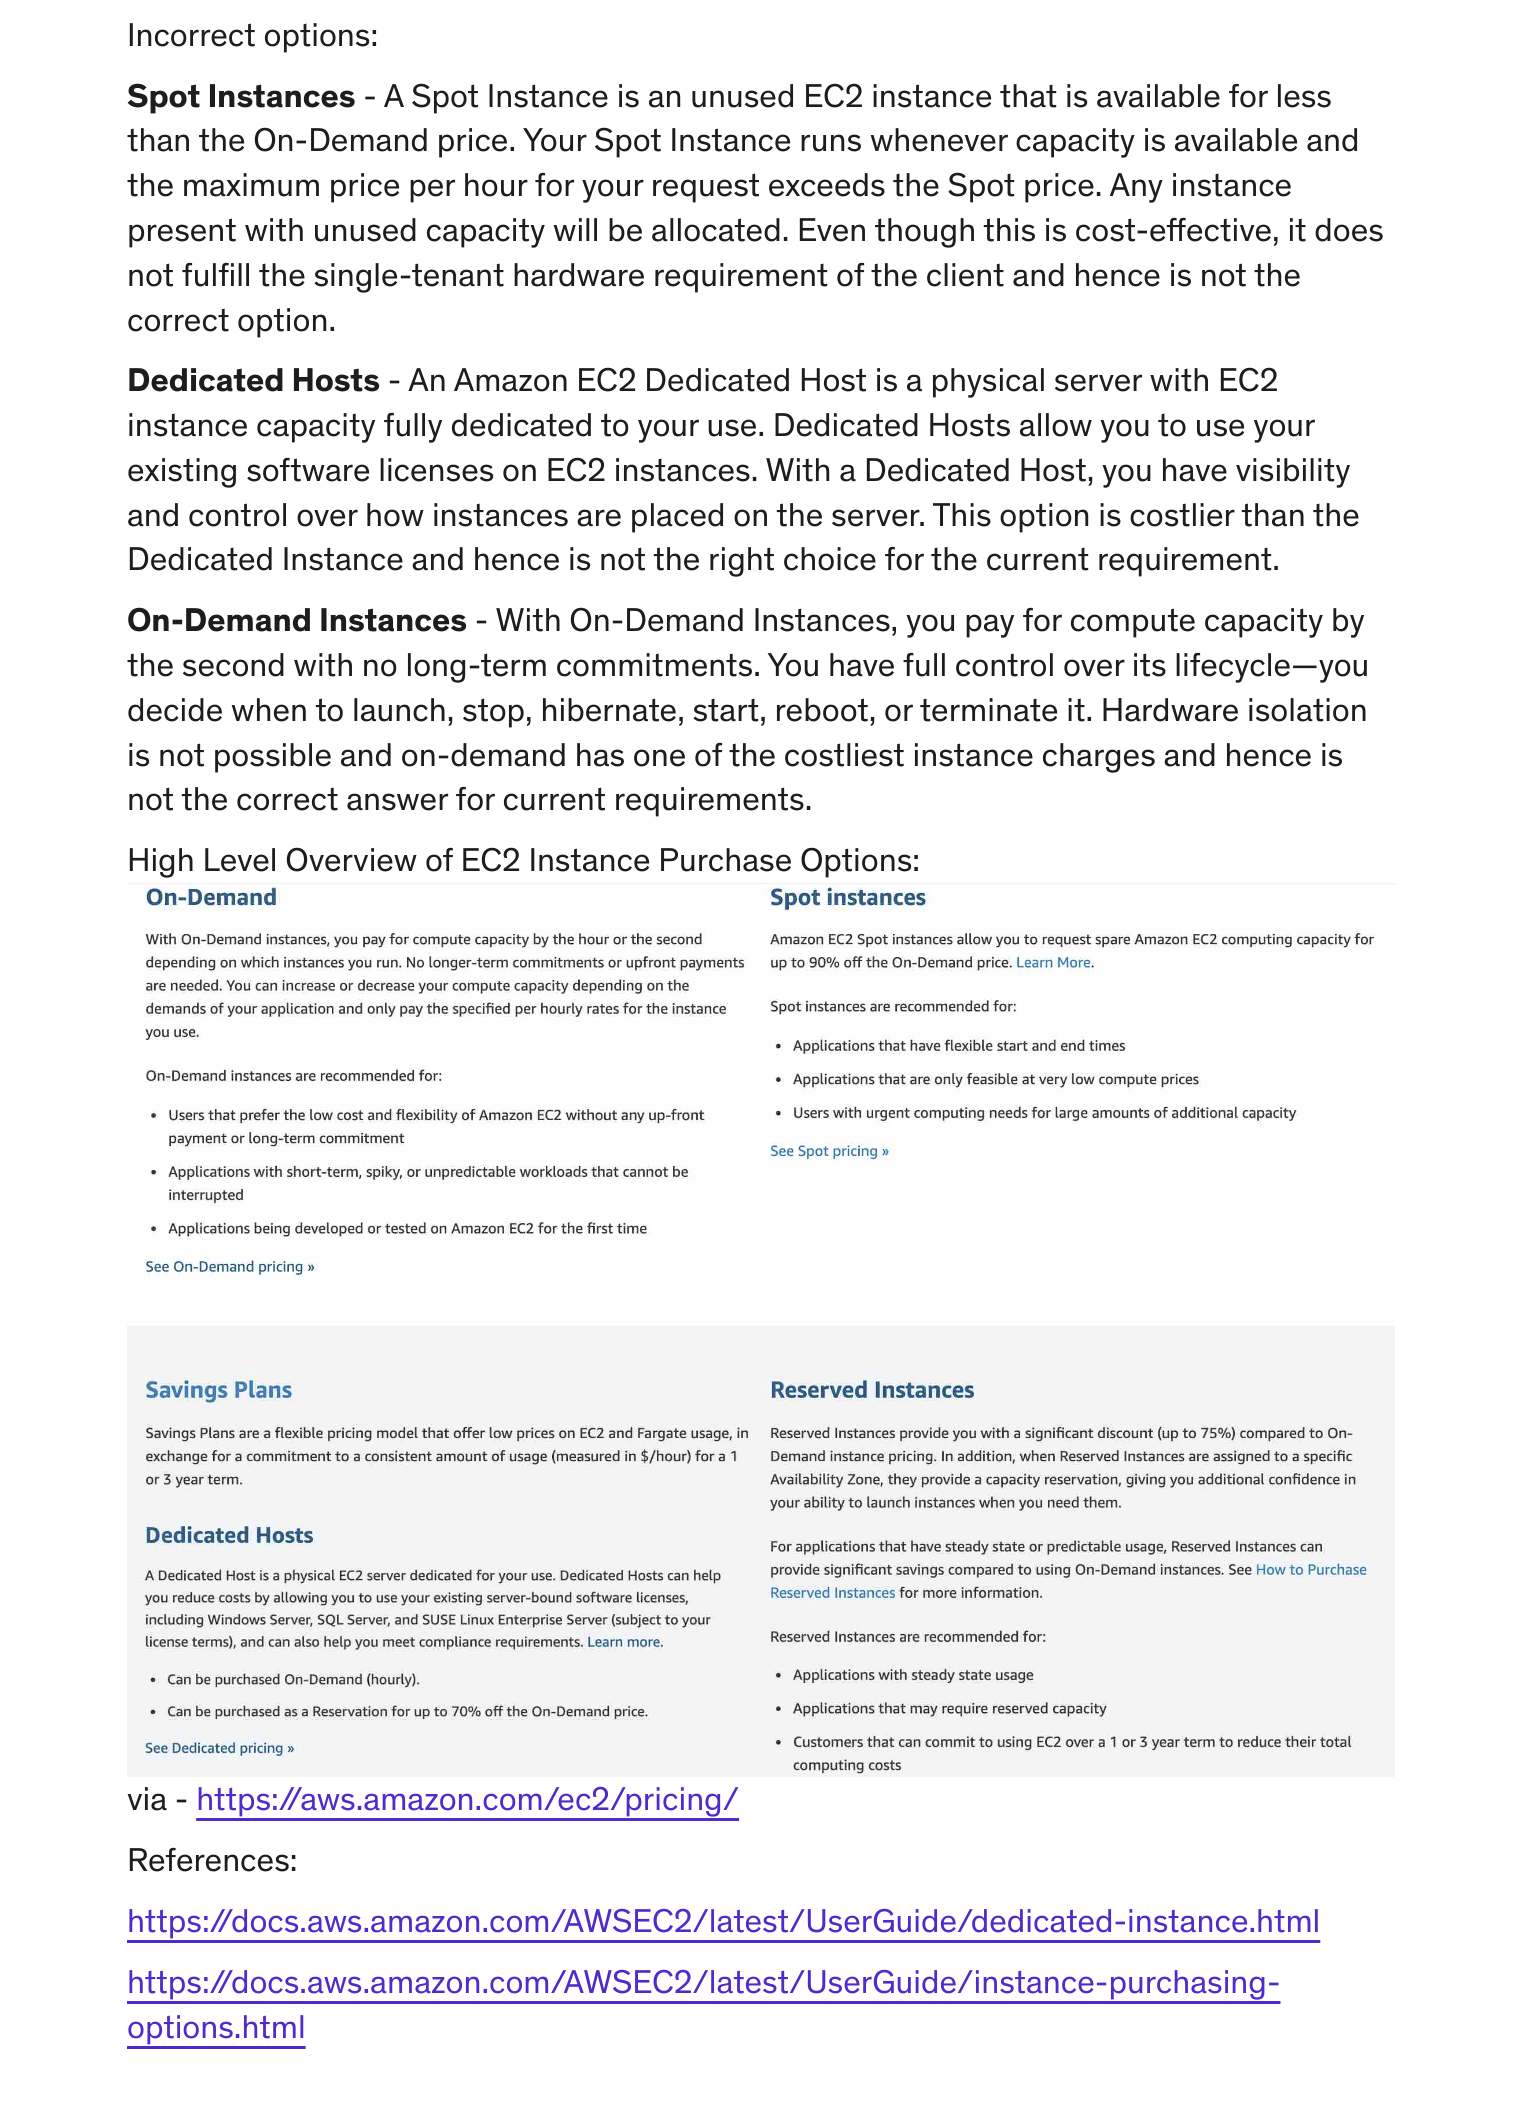 Incorrect options:
Spot Instances - A Spot Instance is an unused EC2 instance that is available for less
than the On-Demand price. Your Spot Instance runs whenever capacity is available and
the maximum price per hour for your request exceeds the Spot price. Any instance
present with unused capacity will be allocated. Even though this is cost-effective, it does
not fulfill the single-tenant hardware requirement of the client and hence is not the
correct option.
Dedicated Hosts - An Amazon EC2 Dedicated Host is a physical server with EC2
instance capacity fully dedicated to your use. Dedicated Hosts allow you to use your
existing software licenses on EC2 instances. With a Dedicated Host, you have visibility
and control over how instances are placed on the server. This option is costlier than the
Dedicated Instance and hence is not the right choice for the current requirement.
On-Demand Instances - With On-Demand Instances, you pay for compute capacity by
the second with no long-term commitments. You have full control over its lifecycle—you
decide when to launch, stop, hibernate, start, reboot, or terminate it. Hardware isolation
is not possible and on-demand has one of the costliest instance charges and hence is
not the correct answer for current requirements.
High Level Overview of EC2 Instance Purchase Options:
On-Demand
With On-Demand instances, you pay for compute capacity by the hour or the second
depending on which instances you run. No longer-term commitments or upfront payments
are needed. You can increase or decrease your compute capacity depending on the
demands of your application and only pay the specified per hourly rates for the instance
you use.
On-Demand instances are recommended for:
• Users that prefer the low cost and flexibility of Amazon EC2 without any up-front
payment or long-term commitment
• Applications with short-term, spiky, or unpredictable workloads that cannot be
interrupted
• Applications being developed or tested on Amazon EC2 for the first time
See On-Demand pricing »
Spot instances
Amazon EC2 Spot instances allow you to request spare Amazon EC2 computing capacity for
up to 90% off the On-Demand price. Learn More.
Spot instances are recommended for:
• Applications that have flexible start and end times
• Applications that are only feasible at very low compute prices
• Users with urgent computing needs for large amounts of additional capacity
See Spot pricing »
Savings Plans
Savings Plans are a flexible pricing model that offer low prices on EC2 and Fargate usage, in
exchange for a commitment to a consistent amount of usage (measured in $/hour) for a 1
or 3 year term.
Dedicated Hosts
A Dedicated Host is a physical EC2 server dedicated for your use. Dedicated Hosts can help
you reduce costs by allowing you to use your existing server-bound software licenses,
including Windows Server, SQL Server, and SUSE Linux Enterprise Server (subject to your
license terms), and can also help you meet compliance requirements. Learn more.
• Can be purchased On-Demand (hourly).
• Can be purchased as a Reservation for up to 70% off the On-Demand price.
See Dedicated pricing »
Reserved Instances
Reserved Instances provide you with a significant discount (up to 75%) compared to On-
Demand instance pricing. In addition, when Reserved Instances are assigned to a specific
Availability Zone, they provide a capacity reservation, giving you additional confidence in
your ability to launch instances when you need them.
For applications that have steady state or predictable usage, Reserved Instances can
provide significant savings compared to using On-Demand instances. See How to Purchase
Reserved Instances for more information.
Reserved Instances are recommended for:
• Applications with steady state usage
• Applications that may require reserved capacity
• Customers that can commit to using EC2 over a 1 or 3 year term to reduce their total
computing costs
via - https://aws.amazon.com/ec2/pricing/
References:
https://docs.aws.amazon.com/AWSEC2/latest/UserGuide/dedicated-instance.html
https://docs.aws.amazon.com/AWSEC2/latest/UserGuide/instance-purchasing-
options.html